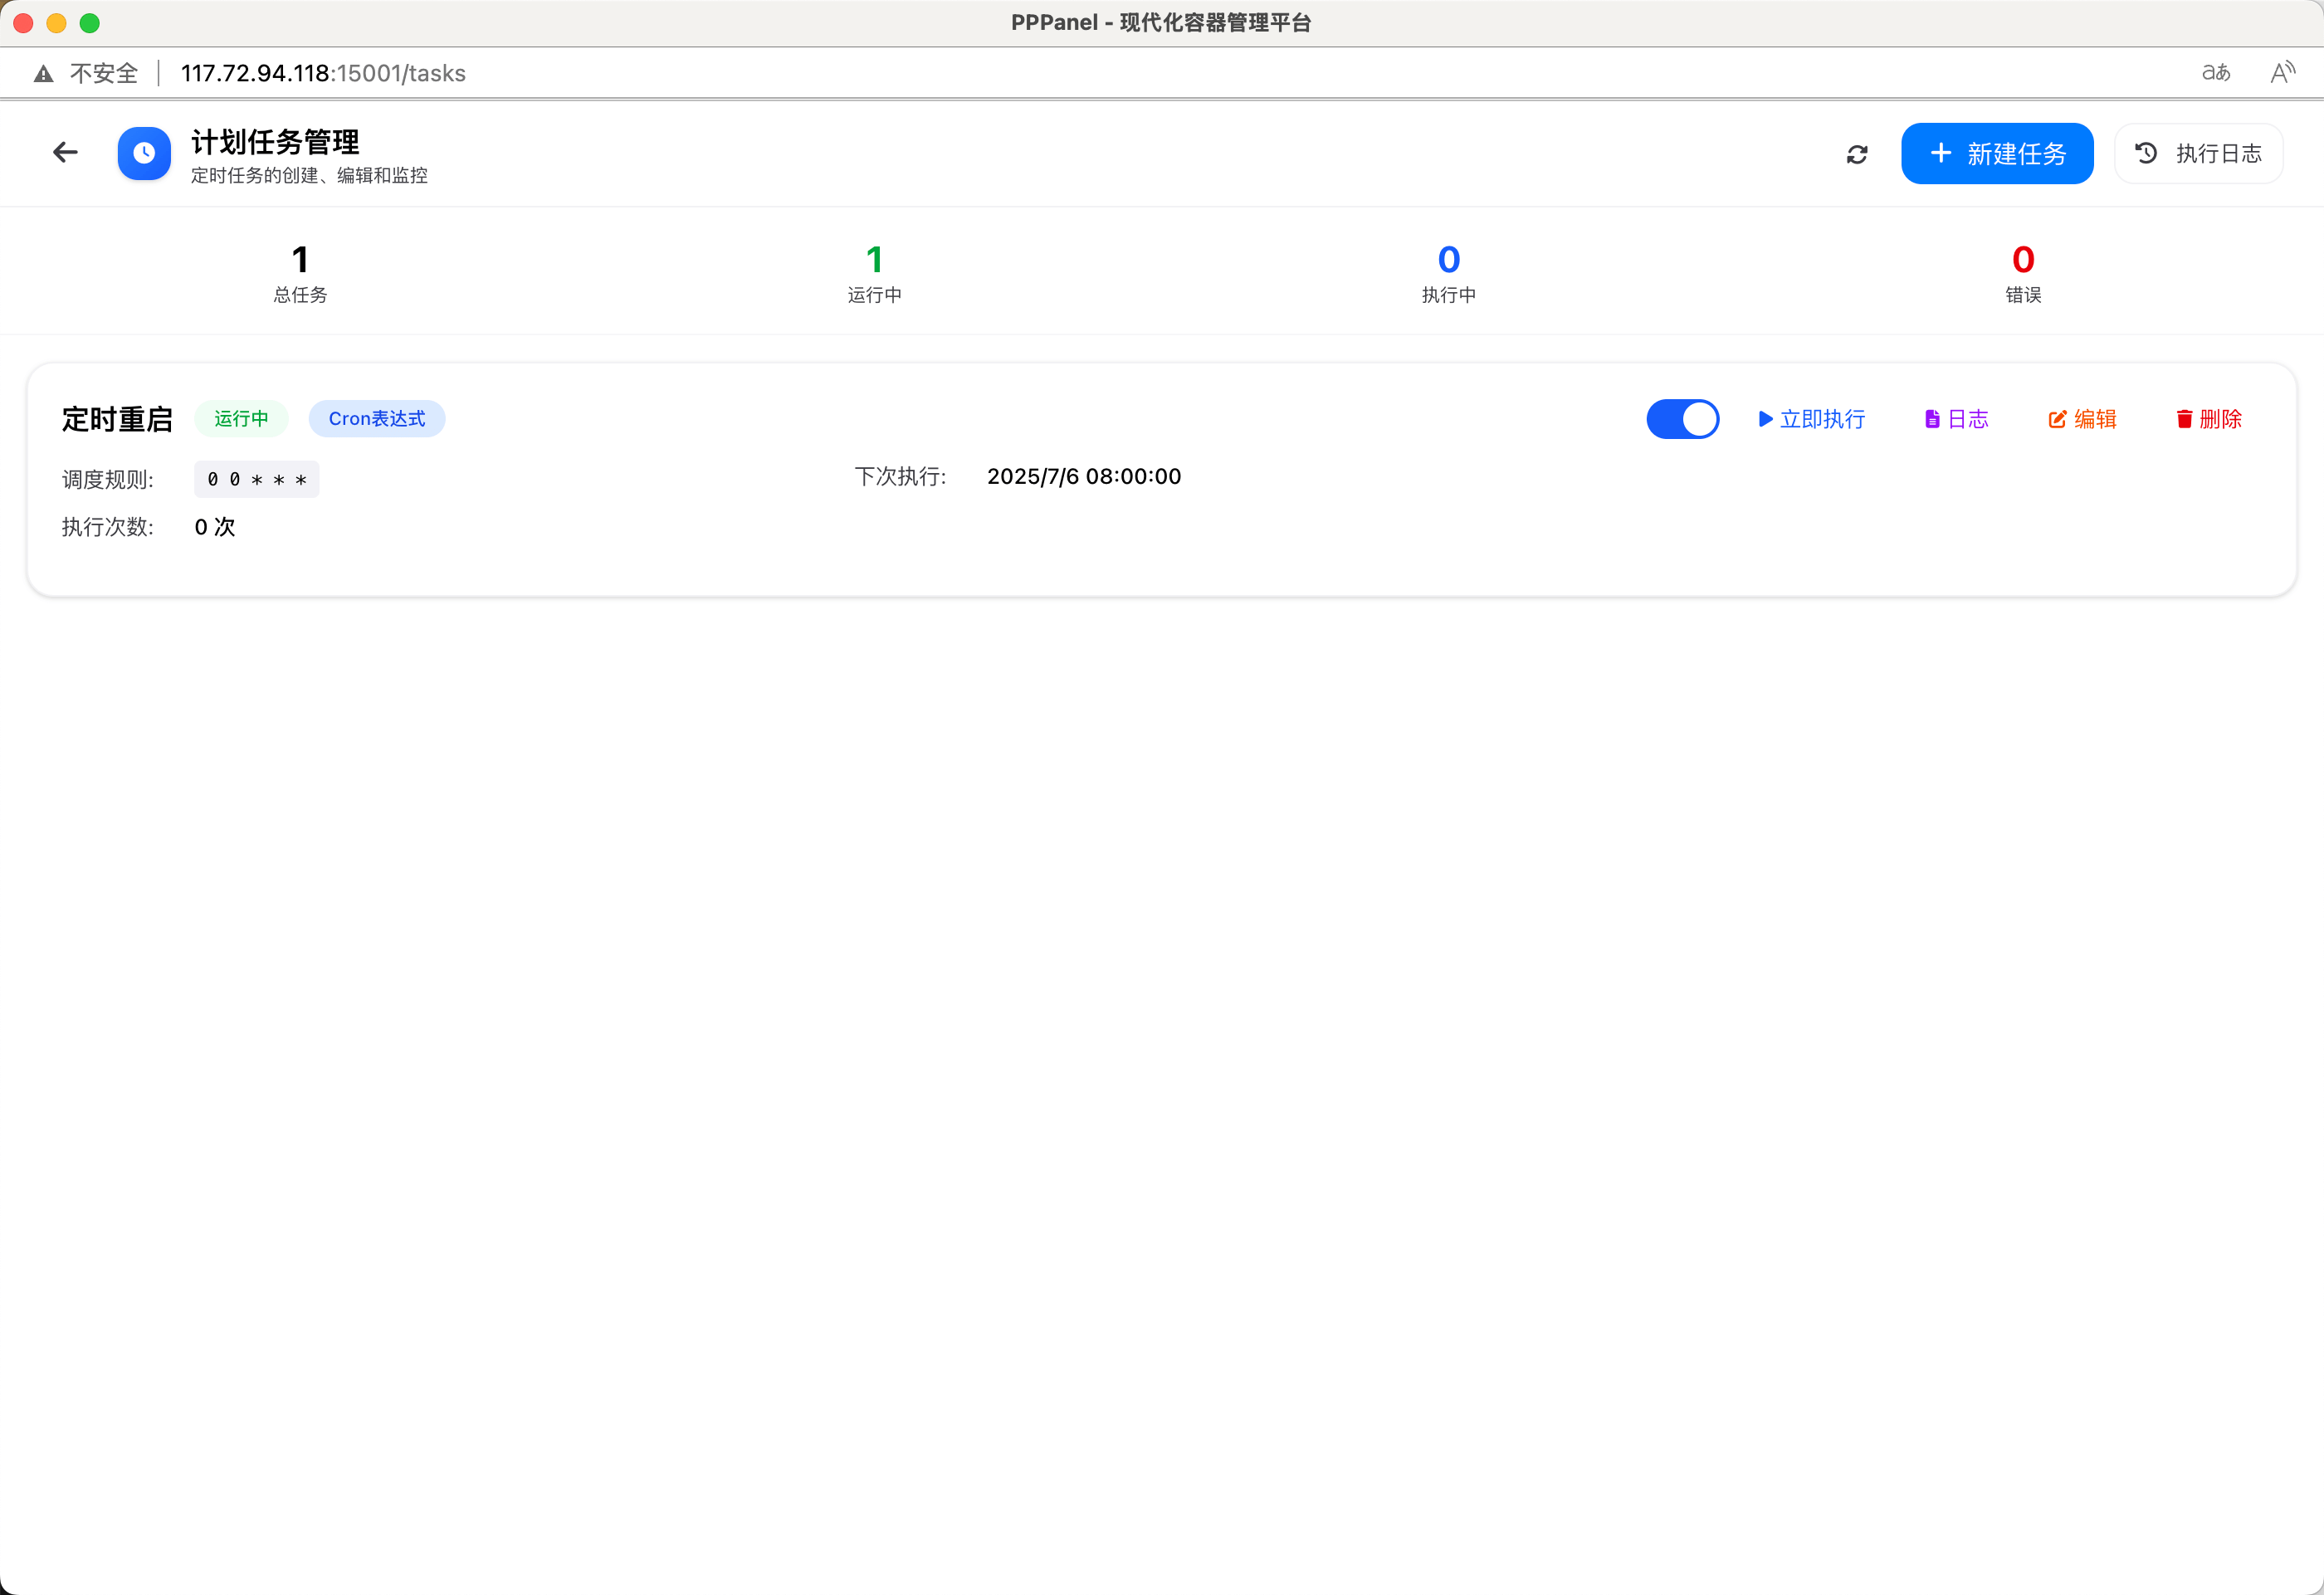 PPPanel - 现代化容器管理平台
不安全 117.72.94.118:15001/tasks aあ A
计划任务管理
定时任务的创建、编辑和监控
新建任务
执行日志
1
总任务
1
运行中
0
执行中
0
错误
定时重启 运行中 Cron表达式 立即执行 日志 编辑 删除
调度规则: 0 0 * * * 下次执行: 2025/7/6 08:00:00
执行次数: 0 次